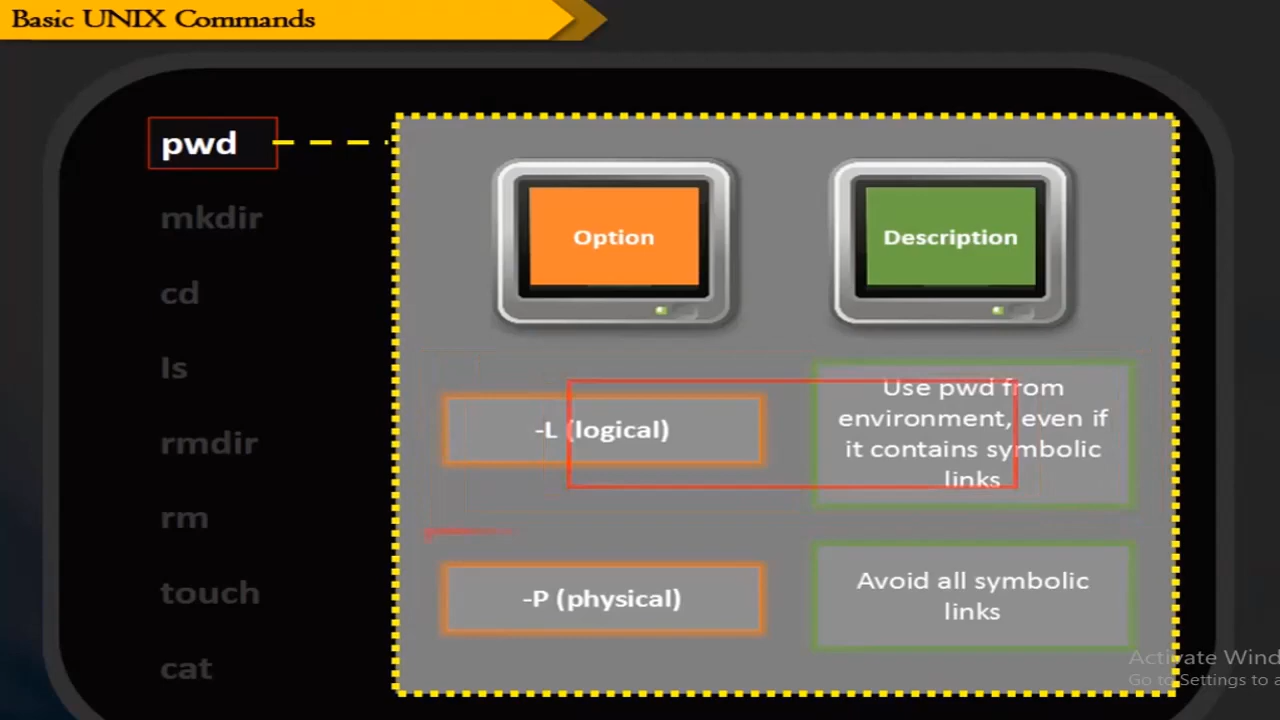 Basic UNIX Commands
pwd
mkdir
cd
ls
rmdir
rm
touch
cat
Option
Description
-L (logical)
Use pwd from
environment, even if
it contains symbolic
links
-P (physical)
Avoid all symbolic
links
Activate Wind
Go to Settings to a